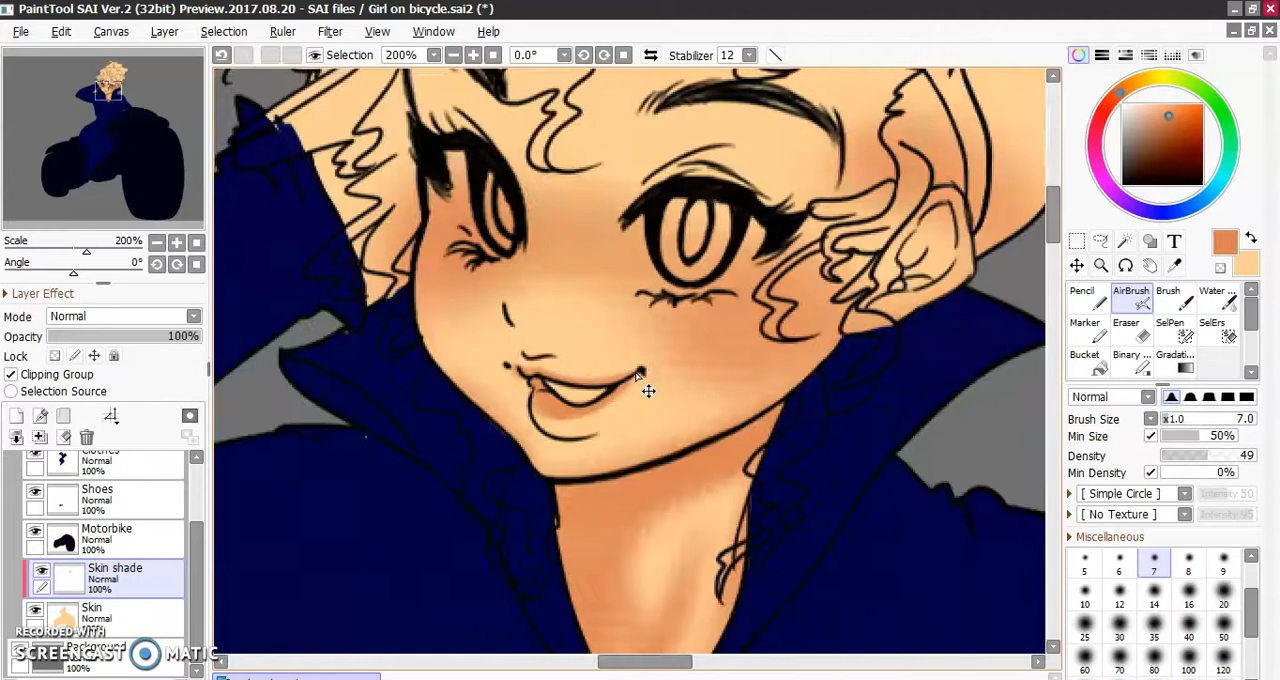 PaintTool SAI Ver.2 (32bit) Preview.2017.08.20 - SAI files / Girl on bicycle.sai2 (*)
File Edit Canvas Layer Selection Ruler Filter View Window Help
Selection 200% 0.0° Stabilizer 12
Scale 200%
Angle 0°
Layer Effect
Mode Normal
Opacity 100%
Lock
Clipping Group
Selection Source
Clothes
Normal
100%
Shoes
Normal
100%
Motorbike
Normal
100%
Skin shade
Normal
100%
Skin
Normal
100%
RECORDED WITH
SCREENCAST MATIC
T
Pencil AirBrush Brush Water ...
Marker Eraser SelPen SelErs
Bucket Binary ... Gradati...
Normal
Brush Size x1.0 7.0
Min Size 50%
Density 49
Min Density 0%
[ Simple Circle ] Intensity 50
[ No Texture ] Intensity 95
Miscellaneous
5 6 7 8 9
10 12 14 16 20
25 30 35 40 50
60 70 80 100 120